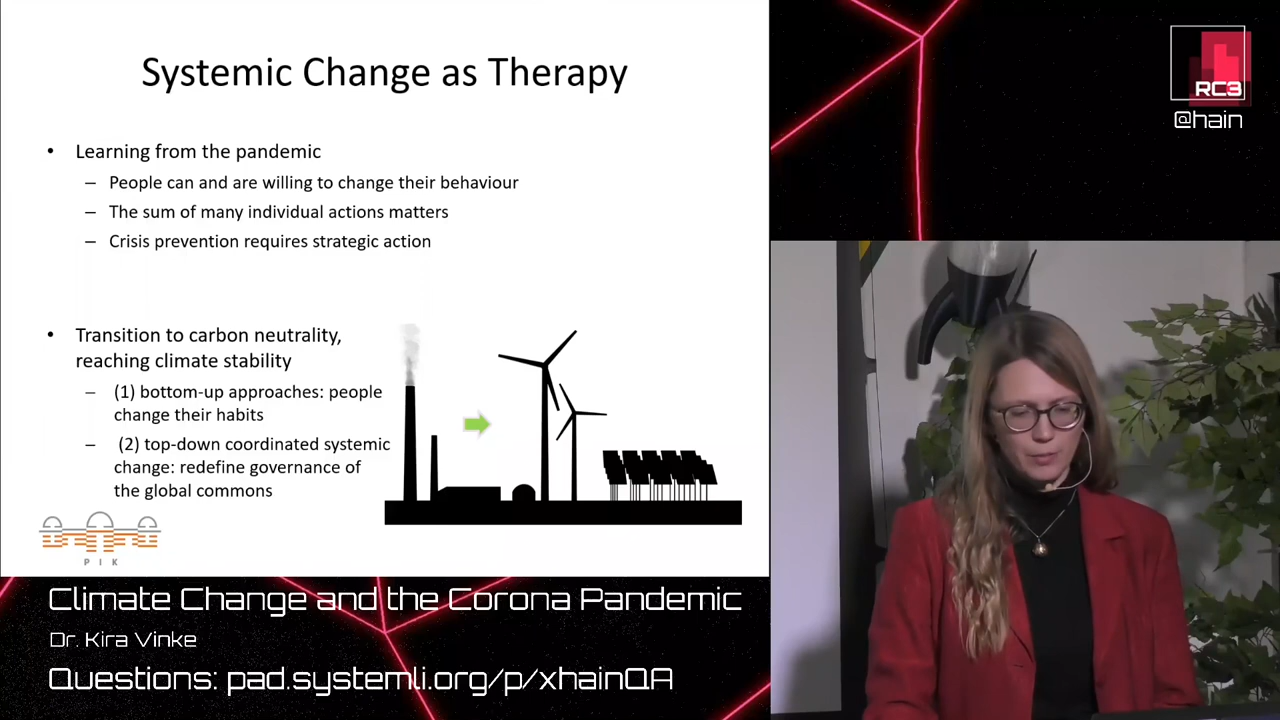 Systemic Change as Therapy
• Learning from the pandemic
– People can and are willing to change their behaviour
– The sum of many individual actions matters
– Crisis prevention requires strategic action
• Transition to carbon neutrality,
reaching climate stability
– (1) bottom-up approaches: people
change their habits
– (2) top-down coordinated systemic
change: redefine governance of
the global commons
PIK
RC3
@hain
Climate Change and the Corona Pandemic
Dr. Kira Vinke
Questions: pad.systemli.org/p/xhainQA